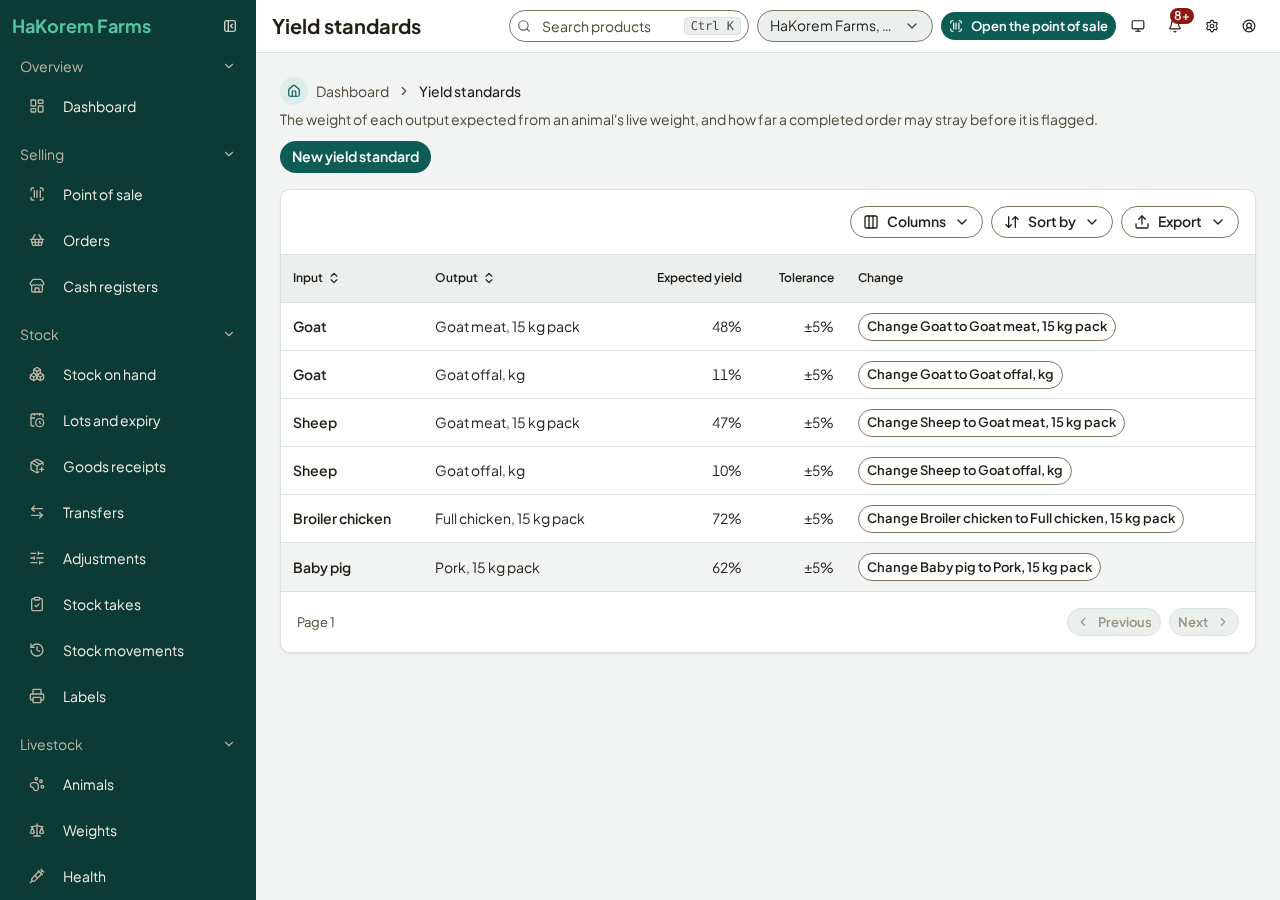 HaKorem Farms
Yield standards
Search products
Ctrl K
HaKorem Farms, ...
Open the point of sale
8+
Overview
Dashboard
Selling
Point of sale
Orders
Cash registers
Stock
Stock on hand
Lots and expiry
Goods receipts
Transfers
Adjustments
Stock takes
Stock movements
Labels
Livestock
Animals
Weights
Health
Dashboard > Yield standards
The weight of each output expected from an animal's live weight, and how far a completed order may stray before it is flagged.
New yield standard
Columns Sort by Export
Input Output Expected yield Tolerance Change
Goat Goat meat, 15 kg pack 48% ±5% Change Goat to Goat meat, 15 kg pack
Goat Goat offal, kg 11% ±5% Change Goat to Goat offal, kg
Sheep Goat meat, 15 kg pack 47% ±5% Change Sheep to Goat meat, 15 kg pack
Sheep Goat offal, kg 10% ±5% Change Sheep to Goat offal, kg
Broiler chicken Full chicken, 15 kg pack 72% ±5% Change Broiler chicken to Full chicken, 15 kg pack
Baby pig Pork, 15 kg pack 62% ±5% Change Baby pig to Pork, 15 kg pack
Page 1
Previous Next